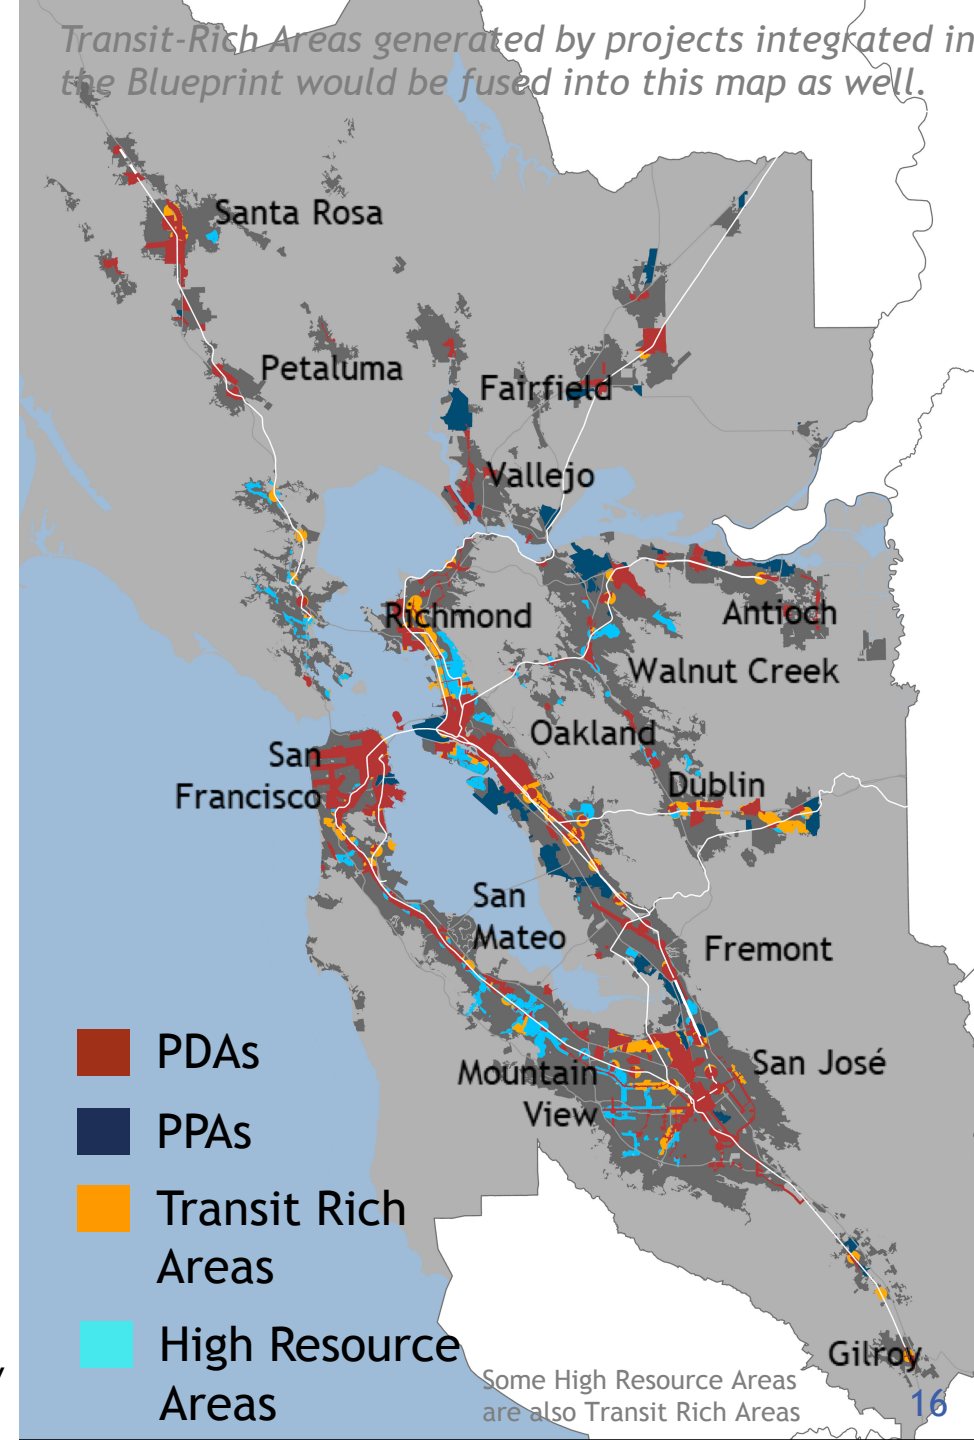 Transit-Rich Areas generated by projects integrated in
the Blueprint would be fused into this map as well.
Santa Rosa
Petaluma
Fairfield
Vallejo
Richmond
Antioch
Walnut Creek
Oakland
San
Francisco
Dublin
San
Mateo
Fremont
Mountain
View
San José
Gilroy
PDAs
PPAs
Transit Rich
Areas
High Resource
Areas
Some High Resource Areas
are also Transit Rich Areas
16